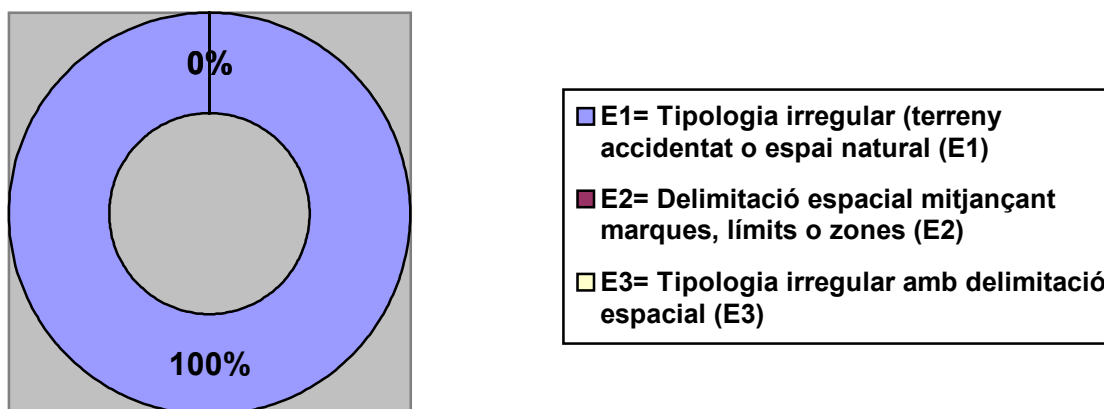 0%
100%
E1= Tipologia irregular (terreny
accidentat o espai natural (E1)
E2= Delimitació espacial mitjançant
marques, límits o zones (E2)
E3= Tipologia irregular amb delimitació
espacial (E3)